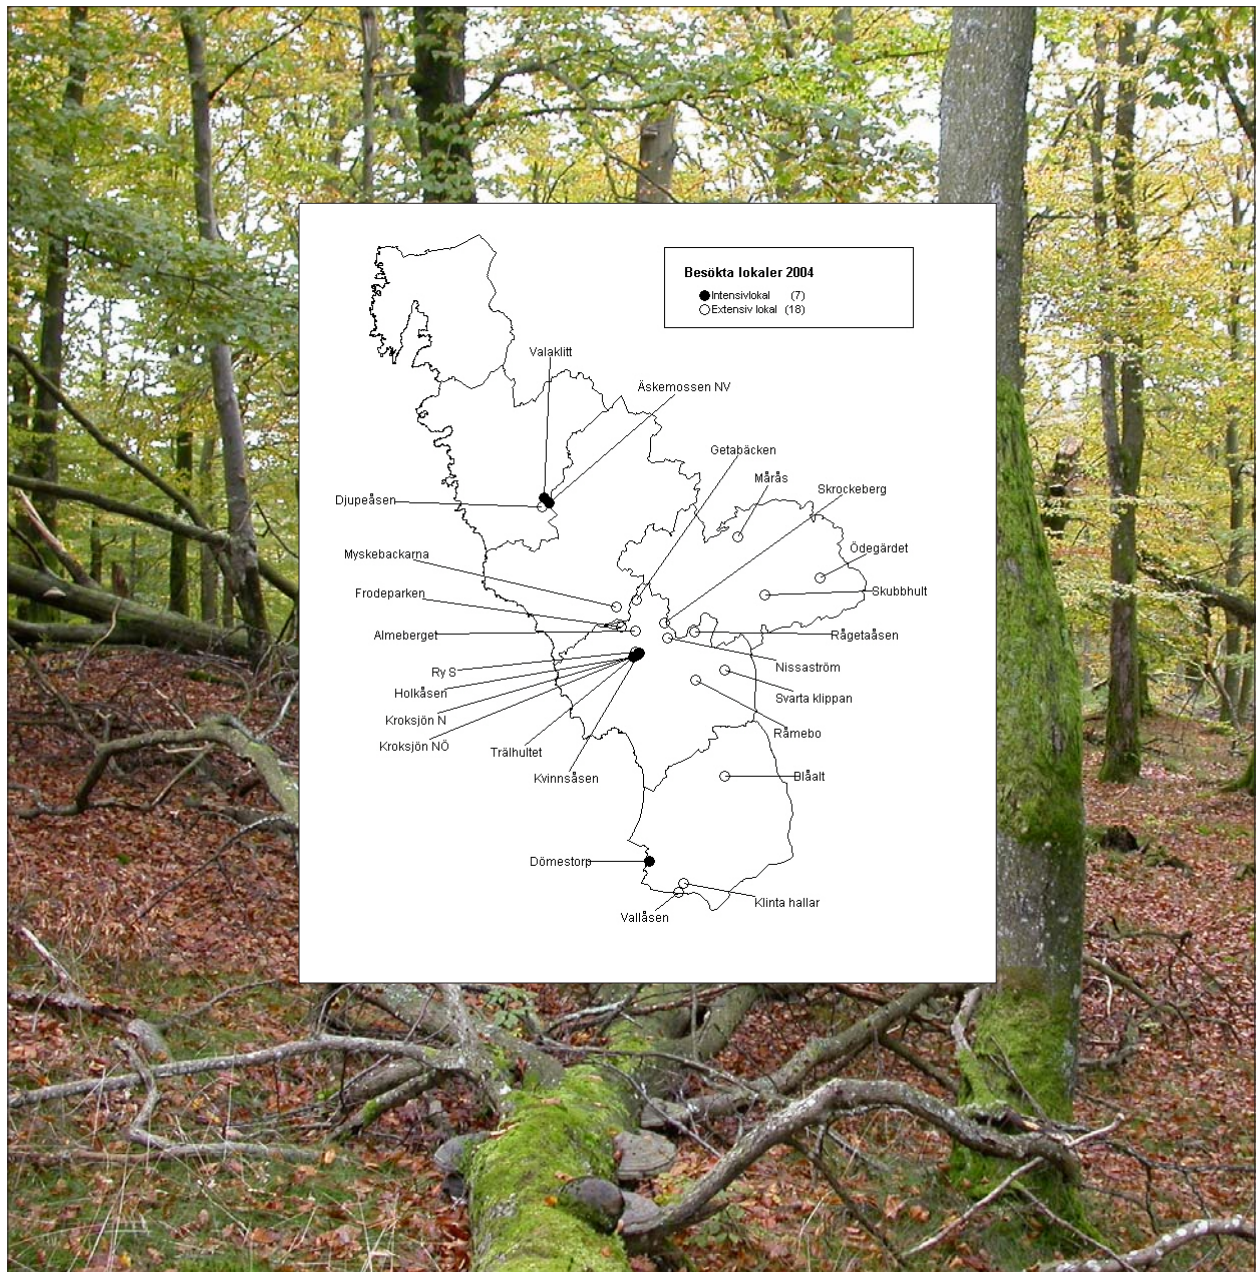 Besökta lokaler 2004
Intensivlokal (7)
Extensiv lokal (18)
Valaklitt
Äskemossen NV
Getabäcken
Mårås
Skrockeberg
Djupeåsen
Ödegärdet
Myskebackarna
Skubbhult
Frodeparken
Almeberget
Rågetaåsen
Nissaström
Ry S
Holkåsen
Svarta klippan
Kroksjön N
Råmebo
Kroksjön NÖ
Trälhultet
Kvinnsåsen
Blåalt
Dömestorp
Klinta hallar
Vallåsen